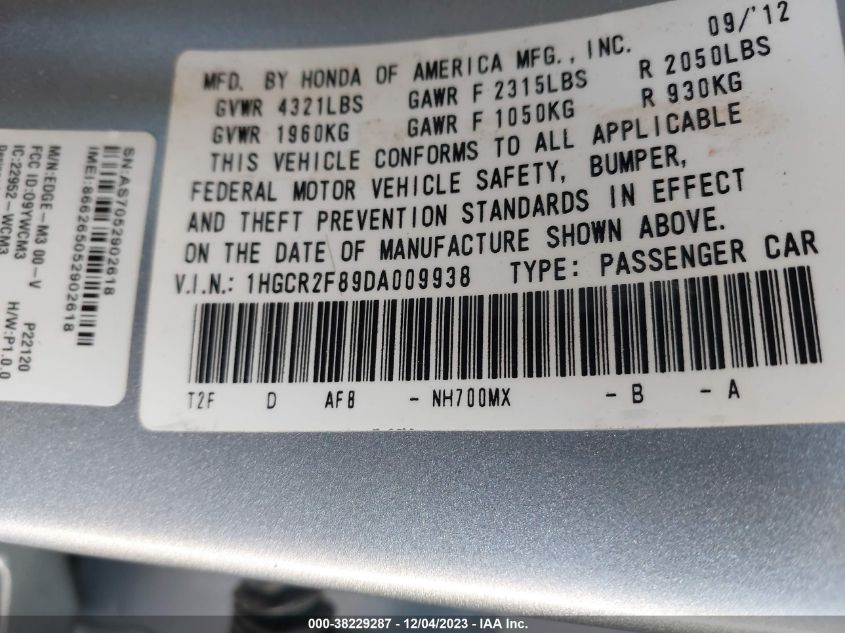 09/'12
MFD. BY HONDA OF AMERICA MFG., INC.
GVWR 4321LBS GAWR F 2315LBS R 2050LBS
GVWR 1960KG GAWR F 1050KG R 930KG
THIS VEHICLE CONFORMS TO ALL APPLICABLE
FEDERAL MOTOR VEHICLE SAFETY, BUMPER,
AND THEFT PREVENTION STANDARDS IN EFFECT
ON THE DATE OF MANUFACTURE SHOWN ABOVE.
V.I.N.: 1HGCR2F89DA009938 TYPE: PASSENGER CAR
T2F D AF8 - NH700MX - B - A
SN:AS7052902618
IMEI:866265052902618
M/N:EDGE-M3 00-V P22120
FCC ID:09YWCM3 H/W:P1.0.0
IC:22952-WCM3
000-38229287 - 12/04/2023 - IAA Inc.